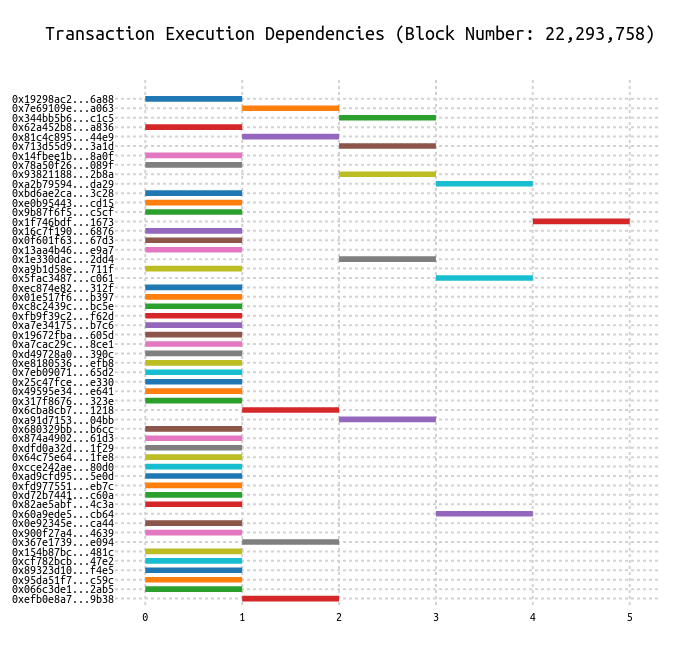 Transaction Execution Dependencies (Block Number: 22,293,758)
0x19298ac2...6a88
0x7e69109e...a063
0x344bb5b6...c1c5
0x62a452b8...a836
0x81c4c895...44e9
0x713d55d9...3a1d
0x14fbee1b...8a0f
0x78a50f26...089f
0x93821188...2b8a
0xa2b79594...da29
0xbd6ae2ca...3c28
0xe0b95443...cd15
0x9b87f6f5...c5cf
0x1f746bdf...1673
0x16c7f190...6876
0x0f601f63...67d3
0x13aa4b46...e9a7
0x1e330dac...2dd4
0xa9b1d58e...711f
0x5fac3487...c061
0xec874e82...312f
0x01e517f6...b397
0xc8c2439c...bc5e
0xfb9f39c2...f62d
0xa7e34175...b7c6
0x19672fba...605d
0xa7cac29c...8ce1
0xd49728a0...390c
0xe8180536...efb8
0x7eb09071...65d2
0x25c47fce...e330
0x49595e34...e641
0x317f8676...323e
0x6cba8cb7...1218
0xa91d7153...04bb
0x680329bb...b6cc
0x874a4902...61d3
0xdfd0a32d...1f29
0x64c75e64...1fe8
0xcce242ae...80d0
0xad9cfd95...5e0d
0xfd977551...eb7c
0xd72b7441...c60a
0x82ae5abf...4c3a
0x60a9ede5...cb64
0x0e92345e...ca44
0x900f27a4...4639
0x367e1739...e094
0x154b87bc...481c
0xcf782bcb...47e2
0x89323d10...f4e5
0x95da51f7...c59c
0x066c3de1...2ab5
0xefb0e8a7...9b38
0 1 2 3 4 5